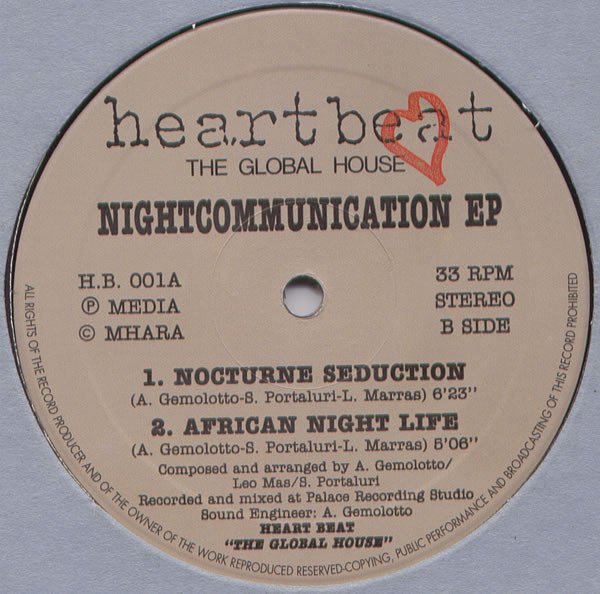 heartbeat
THE GLOBAL HOUSE
NIGHTCOMMUNICATION EP
H.B. 001A
Ⓟ MEDIA
© MHARA
33 RPM
STEREO
B SIDE
1. NOCTURNE SEDUCTION
(A. Gemolotto-S. Portaluri-L. Marras) 6'23"
2. AFRICAN NIGHT LIFE
(A. Gemolotto-S. Portaluri-L. Marras) 5'06"
Composed and arranged by A. Gemolotto/
Leo Mas/S. Portaluri
Recorded and mixed at Palace Recording Studio
Sound Engineer: A. Gemolotto
HEART BEAT
"THE GLOBAL HOUSE"
ALL RIGHTS OF THE RECORD PRODUCER AND OF THE OWNER OF THE WORK REPRODUCED RESERVED-COPYING, PUBLIC PERFORMANCE AND BROADCASTING OF THIS RECORD PROHIBITED